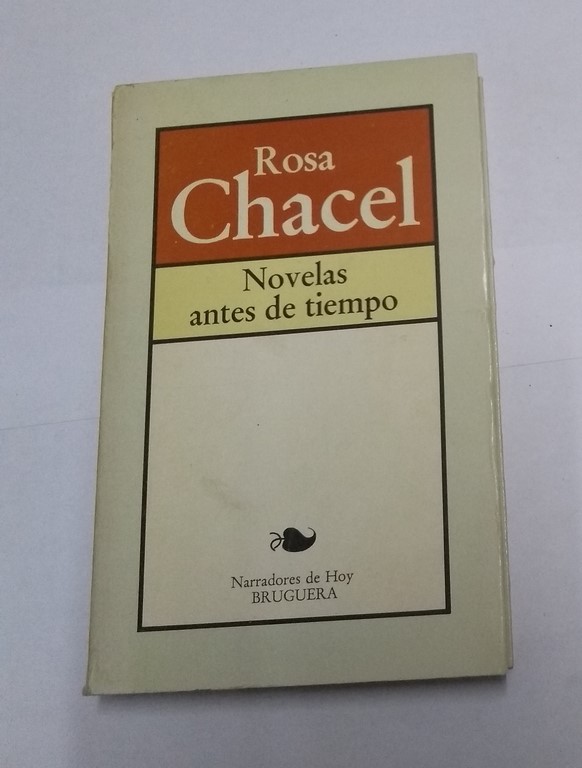 Rosa
Chacel
Novelas
antes de tiempo
Narradores de Hoy
BRUGUERA